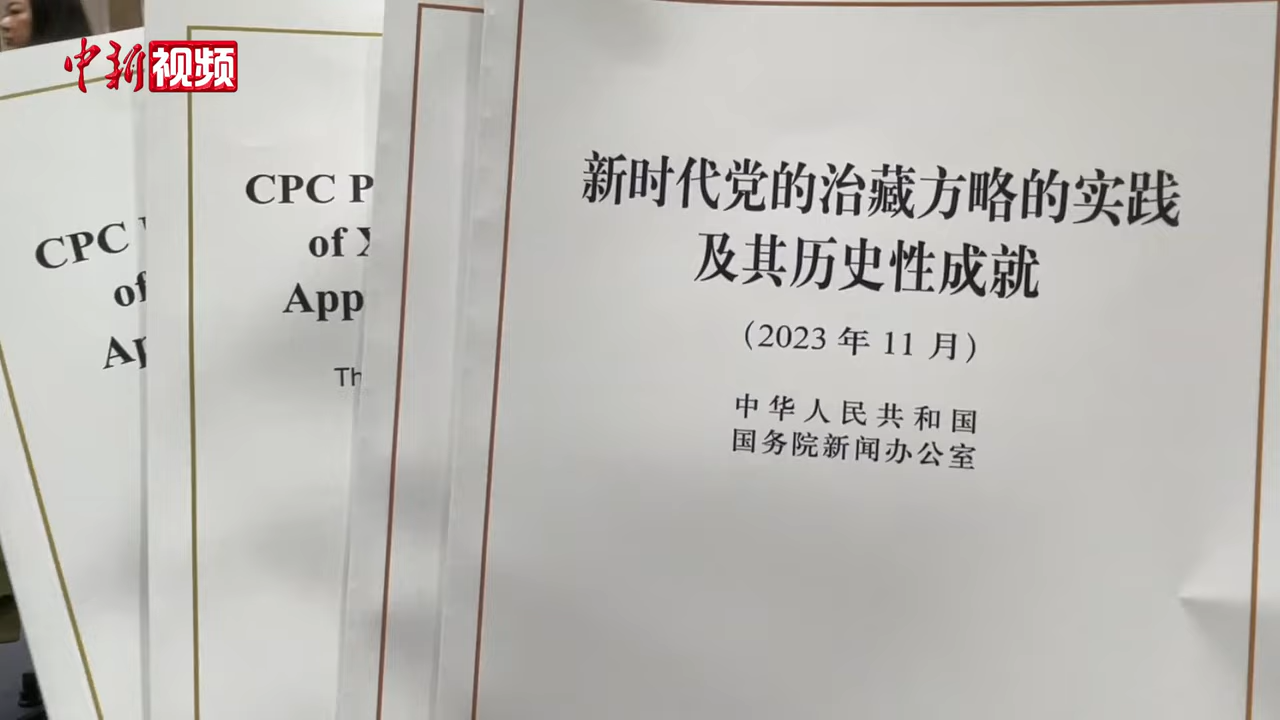 中新视频
CPC
of
CPC P
of X
App
Th
新时代党的治藏方略的实践
及其历史性成就
（2023 年 11 月）
中华人民共和国
国务院新闻办公室